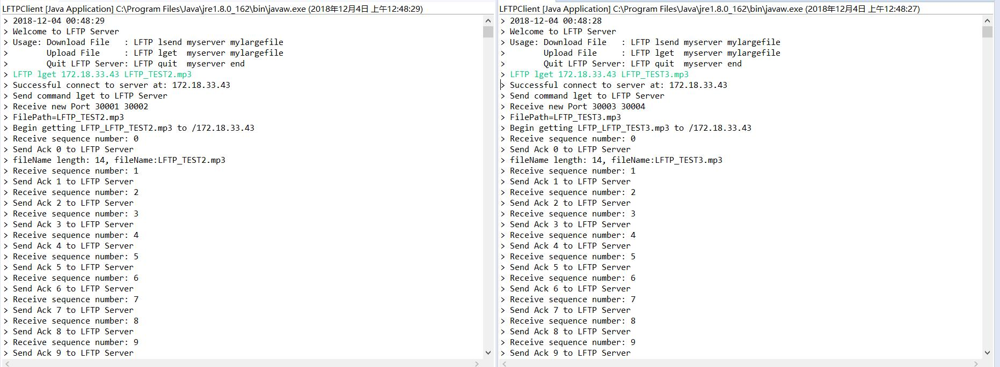 LFTPClient [Java Application] C:\Program Files\Java\jre1.8.0_162\bin\javaw.exe (2018年12月4日 上午12:48:29)
> 2018-12-04 00:48:29
> Welcome to LFTP Server
> Usage: Download File   : LFTP lsend myserver mylargefile
>        Upload File     : LFTP lget  myserver mylargefile
>        Quit LFTP Server: LFTP quit  myserver end
> LFTP lget 172.18.33.43 LFTP_TEST2.mp3
> Successful connect to server at: 172.18.33.43
> Send command lget to LFTP Server
> Receive new Port 30001 30002
> FilePath=LFTP_TEST2.mp3
> Begin getting LFTP_LFTP_TEST2.mp3 to /172.18.33.43
> Receive sequence number: 0
> Send Ack 0 to LFTP Server
> fileName length: 14, fileName:LFTP_TEST2.mp3
> Receive sequence number: 1
> Send Ack 1 to LFTP Server
> Receive sequence number: 2
> Send Ack 2 to LFTP Server
> Receive sequence number: 3
> Send Ack 3 to LFTP Server
> Receive sequence number: 4
> Send Ack 4 to LFTP Server
> Receive sequence number: 5
> Send Ack 5 to LFTP Server
> Receive sequence number: 6
> Send Ack 6 to LFTP Server
> Receive sequence number: 7
> Send Ack 7 to LFTP Server
> Receive sequence number: 8
> Send Ack 8 to LFTP Server
> Receive sequence number: 9
> Send Ack 9 to LFTP Server
LFTPClient [Java Application] C:\Program Files\Java\jre1.8.0_162\bin\javaw.exe (2018年12月4日 上午12:48:27)
> 2018-12-04 00:48:28
> Welcome to LFTP Server
> Usage: Download File   : LFTP lsend myserver mylargefile
>        Upload File     : LFTP lget  myserver mylargefile
>        Quit LFTP Server: LFTP quit  myserver end
> LFTP lget 172.18.33.43 LFTP_TEST3.mp3
> Successful connect to server at: 172.18.33.43
> Send command lget to LFTP Server
> Receive new Port 30003 30004
> FilePath=LFTP_TEST3.mp3
> Begin getting LFTP_LFTP_TEST3.mp3 to /172.18.33.43
> Receive sequence number: 0
> Send Ack 0 to LFTP Server
> fileName length: 14, fileName:LFTP_TEST3.mp3
> Receive sequence number: 1
> Send Ack 1 to LFTP Server
> Receive sequence number: 2
> Send Ack 2 to LFTP Server
> Receive sequence number: 3
> Send Ack 3 to LFTP Server
> Receive sequence number: 4
> Send Ack 4 to LFTP Server
> Receive sequence number: 5
> Send Ack 5 to LFTP Server
> Receive sequence number: 6
> Send Ack 6 to LFTP Server
> Receive sequence number: 7
> Send Ack 7 to LFTP Server
> Receive sequence number: 8
> Send Ack 8 to LFTP Server
> Receive sequence number: 9
> Send Ack 9 to LFTP Server